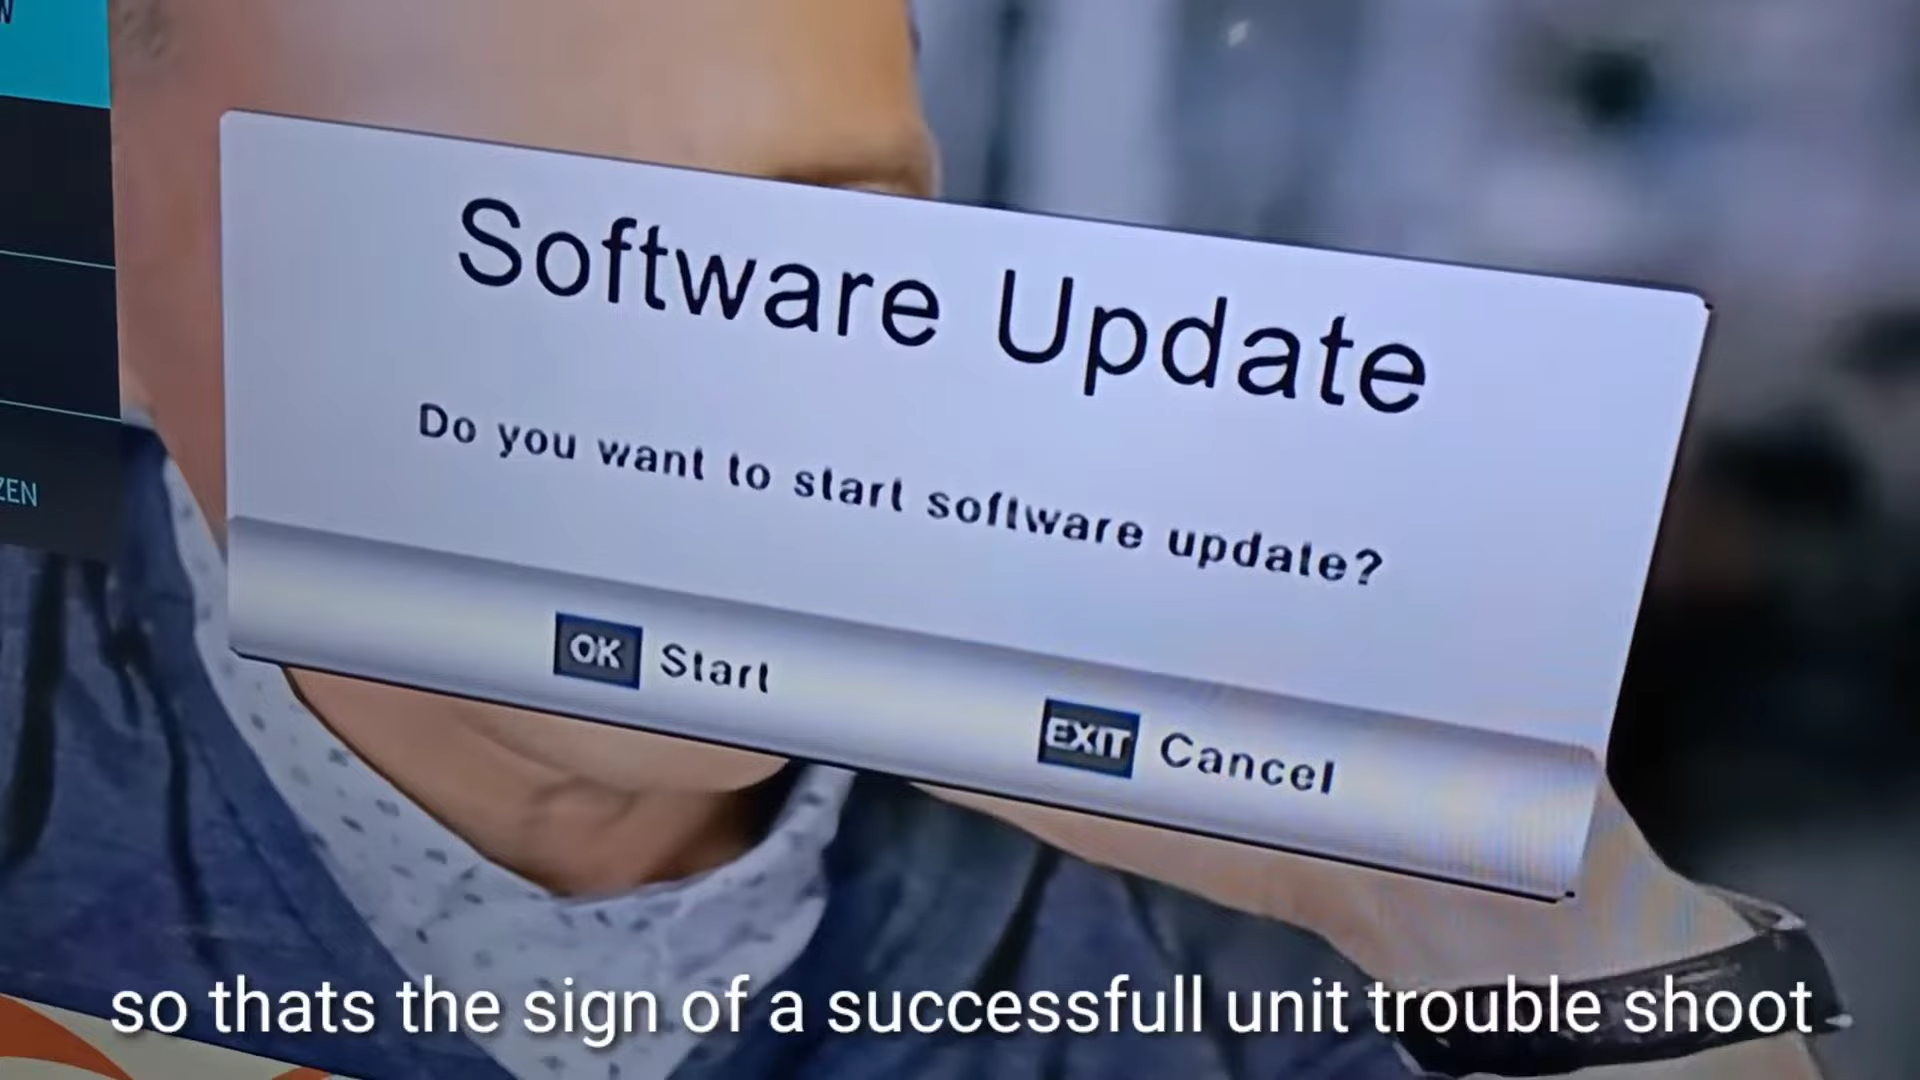 Software Update
Do you want to start software update?
OK Start
EXIT Cancel
ZEN
so thats the sign of a successfull unit trouble shoot